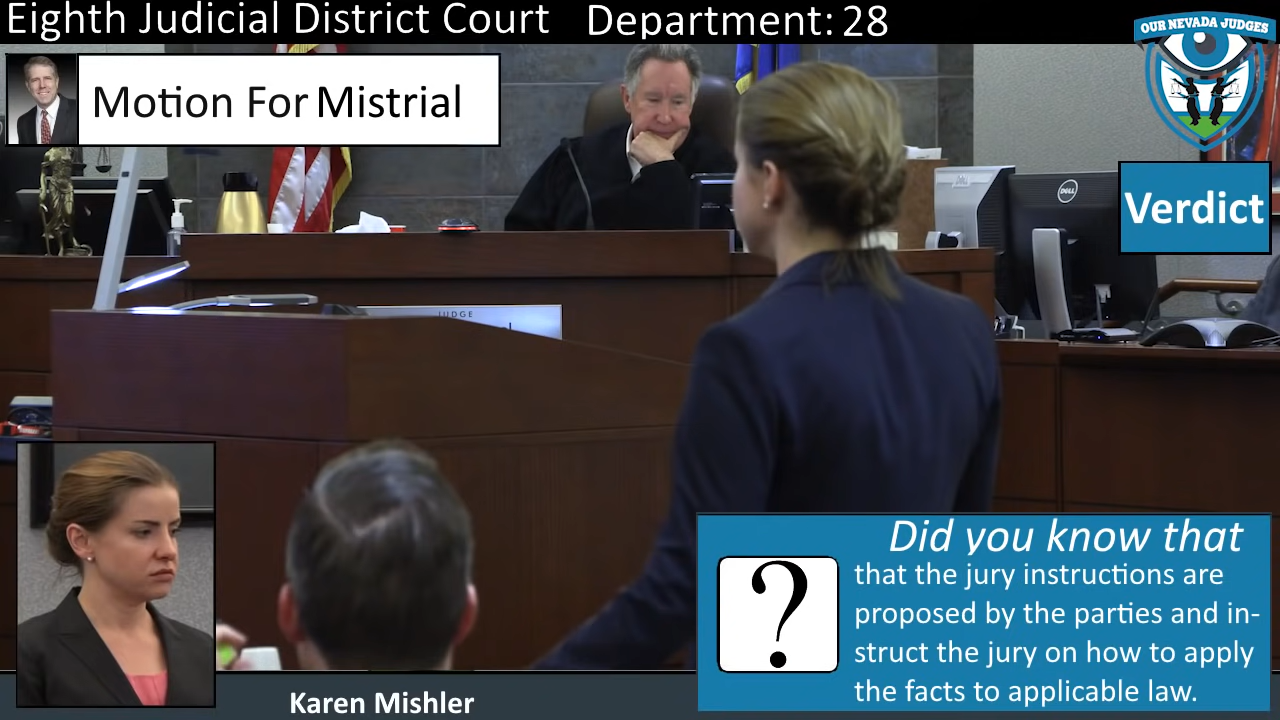 Eighth Judicial District Court Department: 28
OUR NEVADA JUDGES
Motion For Mistrial
DELL
Verdict
JUDGE
Did you know that
?
that the jury instructions are
proposed by the parties and in-
struct the jury on how to apply
the facts to applicable law.
Karen Mishler